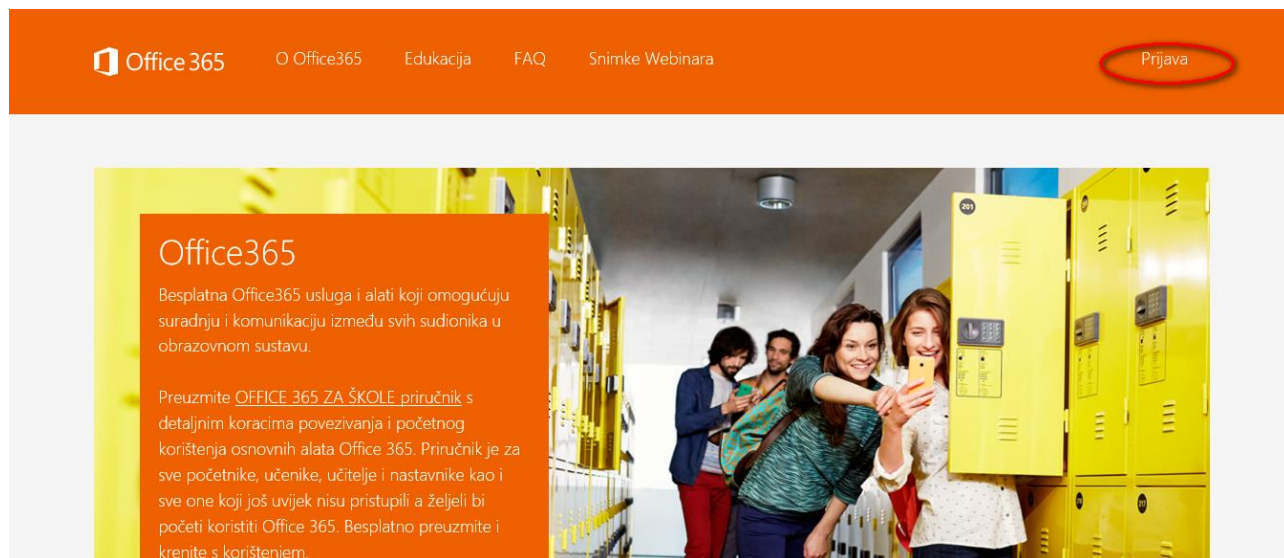 Office 365 O Office365 Edukacija FAQ Snimke Webinara Prijava
Office365
Besplatna Office365 usluga i alati koji omogućuju
suradnju i komunikaciju između svih sudionika u
obrazovnom sustavu.
Preuzmite OFFICE 365 ZA ŠKOLE priručnik s
detaljnim koracima povezivanja i početnog
korištenja osnovnih alata Office 365. Priručnik je za
sve početnike, učenike, učitelje i nastavnike kao i
sve one koji još uvijek nisu pristupili a željeli bi
početi koristiti Office 365. Besplatno preuzmite i
krenite s korištenjem.
201
217